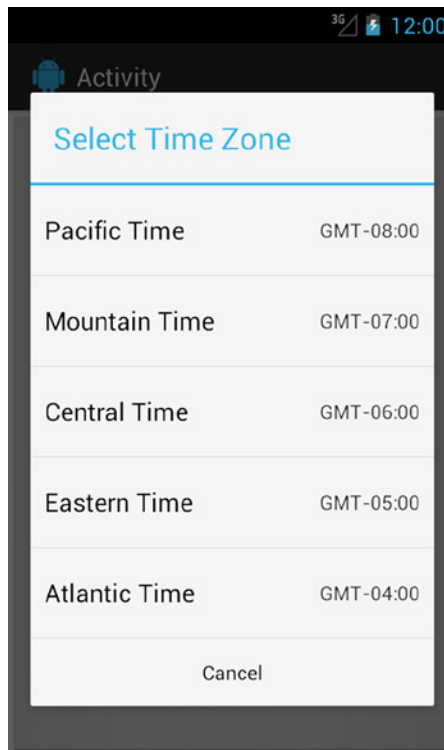 3G 12:00
Activity
Select Time Zone
Pacific Time GMT-08:00
Mountain Time GMT-07:00
Central Time GMT-06:00
Eastern Time GMT-05:00
Atlantic Time GMT-04:00
Cancel